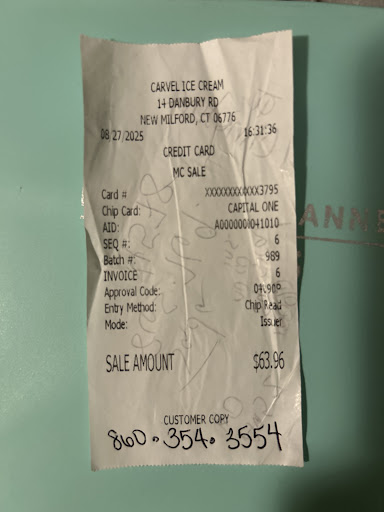 CARVEL ICE CREAM
14 DANBURY RD
NEW MILFORD, CT 06776
08/27/2025 16:31:36
CREDIT CARD
MC SALE
Card # XXXXXXXXXXXX3795
Chip Card: CAPITAL ONE
AID: A0000000041010
SEQ #: 6
Batch #: 989
INVOICE 6
Approval Code:
Entry Method: Chip Read
Mode: Issuer
SALE AMOUNT $63.96
CUSTOMER COPY
860.354.3554
ANNE